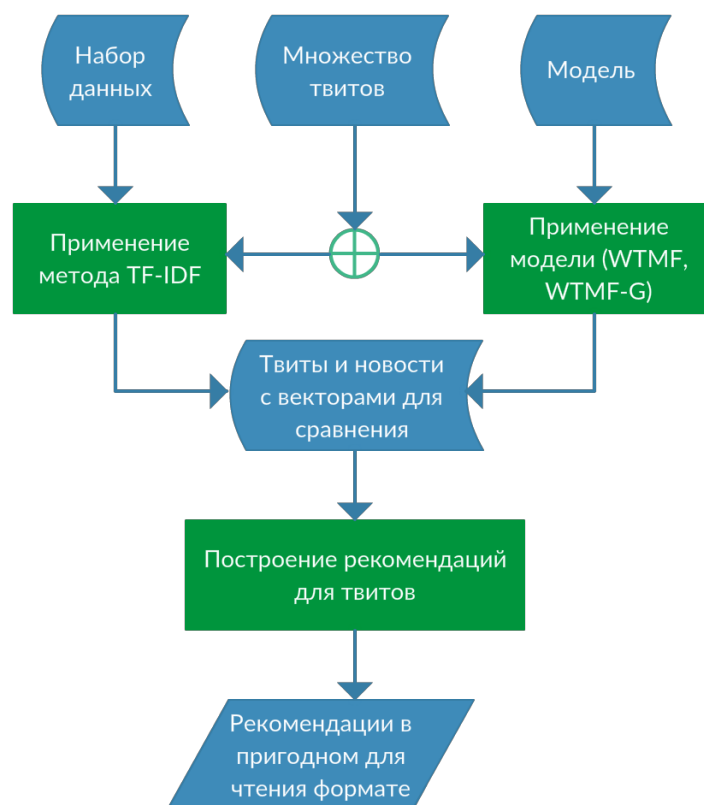 Набор
данных
Множество
твитов
Модель
Применение
метода TF-IDF
Применение
модели (WTMF,
WTMF-G)
Твиты и новости
с векторами для
сравнения
Построение рекомендаций
для твитов
Рекомендации в
пригодном для
чтения формате